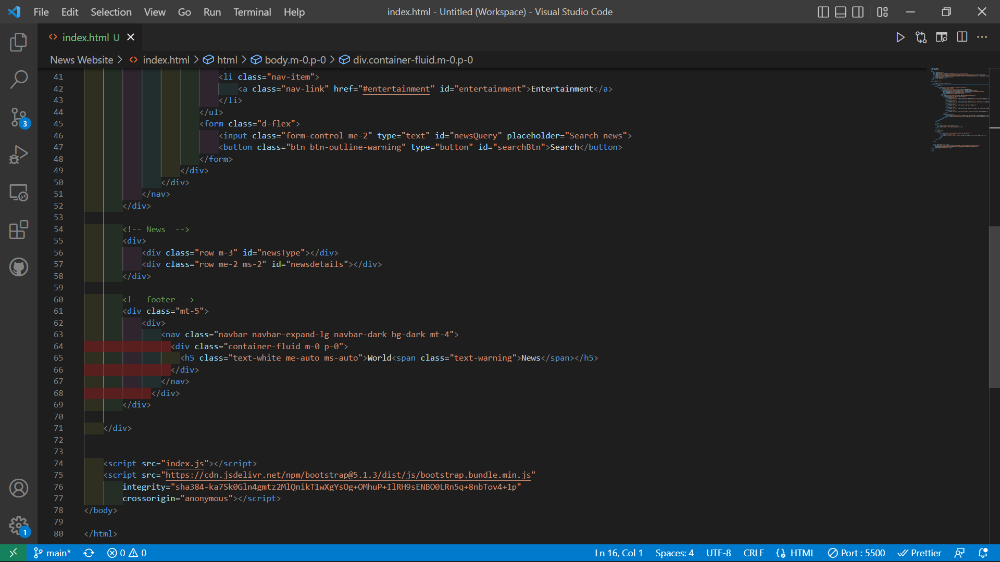 File Edit Selection View Go Run Terminal Help
index.html - Untitled (Workspace) - Visual Studio Code
index.html U
News Website > index.html > html > body.m-0.p-0 > div.container-fluid.m-0.p-0
41 <li class="nav-item">
42 <a class="nav-link" href="#entertainment" id="entertainment">Entertainment</a>
43 </li>
44 </ul>
45 <form class="d-flex">
46 <input class="form-control me-2" type="text" id="newsQuery" placeholder="Search news">
47 <button class="btn btn-outline-warning" type="button" id="searchBtn">Search</button>
48 </form>
49 </div>
50 </div>
51 </nav>
52 </div>
53
54 <!-- News  -->
55 <div>
56 <div class="row m-3" id="newsType"></div>
57 <div class="row me-2 ms-2" id="newsdetails"></div>
58 </div>
59
60 <!-- footer -->
61 <div class="mt-5">
62 <div>
63 <nav class="navbar navbar-expand-lg navbar-dark bg-dark mt-4">
64 <div class="container-fluid m-0 p-0">
65 <h5 class="text-white me-auto ms-auto">World<span class="text-warning">News</span></h5>
66 </div>
67 </nav>
68 </div>
69 </div>
70
71 </div>
72
73
74 <script src="index.js"></script>
75 <script src="https://cdn.jsdelivr.net/npm/bootstrap@5.1.3/dist/js/bootstrap.bundle.min.js"
76 integrity="sha384-ka7Sk0Gln4gmtz2MlQnikT1wXgYsOg+OMhuP+IlRH9sENBO0LRn5q+8nbTov4+1p"
77 crossorigin="anonymous"></script>
78 </body>
79
80 </html>
3
1
main* 0 0
Ln 16, Col 1 Spaces: 4 UTF-8 CRLF HTML Port : 5500 Prettier